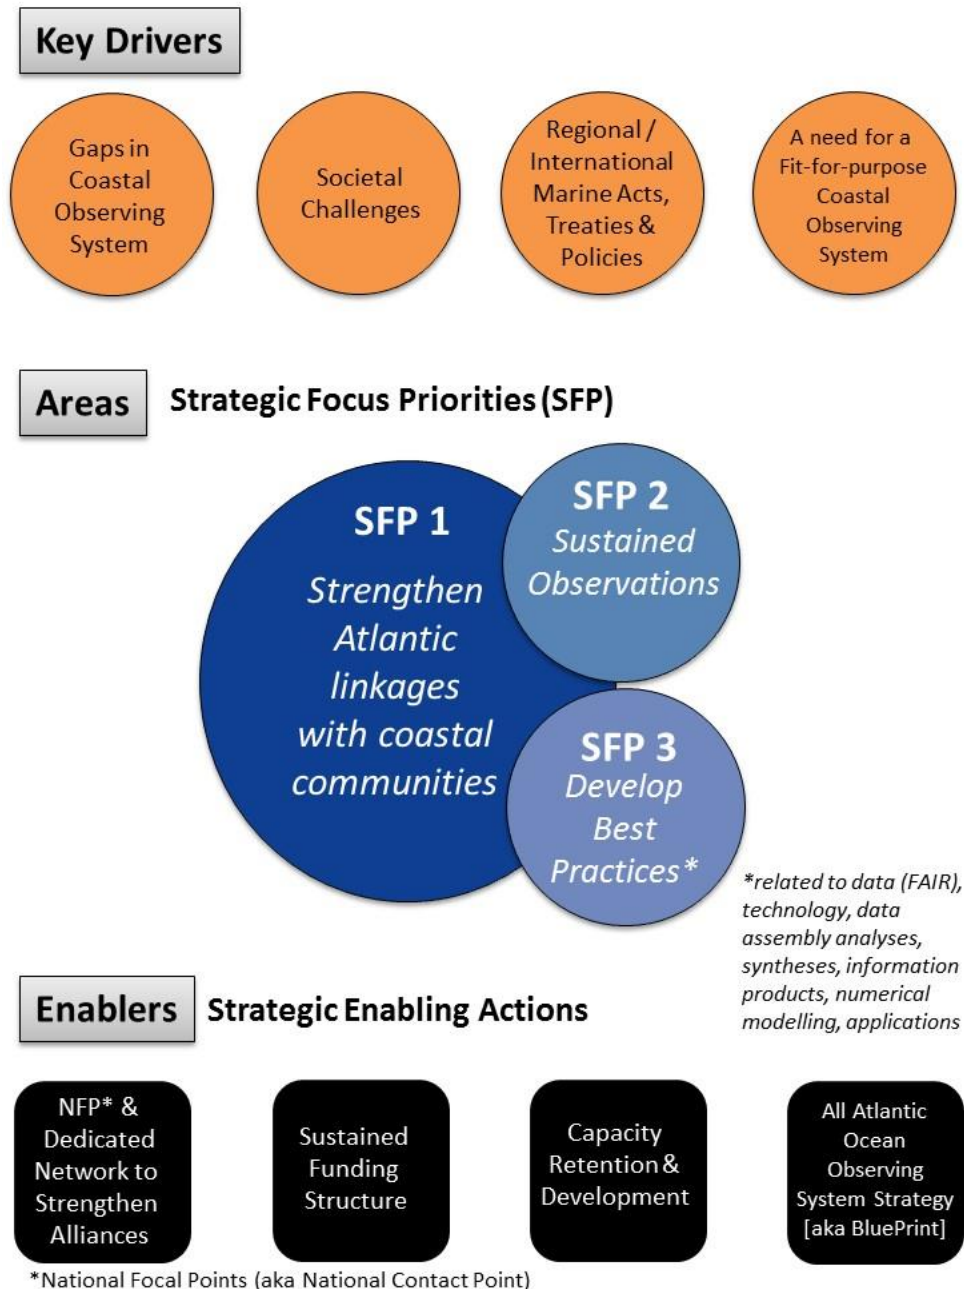 Key Drivers
Gaps in
Coastal
Observing
System
Societal
Challenges
Regional /
International
Marine Acts,
Treaties &
Policies
A need for a
Fit-for-purpose
Coastal
Observing
System
Areas
Strategic Focus Priorities (SFP)
SFP 1
Strengthen
Atlantic
linkages
with coastal
communities
SFP 2
Sustained
Observations
SFP 3
Develop
Best
Practices*
*related to data (FAIR),
technology, data
assembly analyses,
syntheses, information
products, numerical
modelling, applications
Enablers
Strategic Enabling Actions
NFP* &
Dedicated
Network to
Strengthen
Alliances
Sustained
Funding
Structure
Capacity
Retention &
Development
All Atlantic
Ocean
Observing
System Strategy
[aka BluePrint]
*National Focal Points (aka National Contact Point)